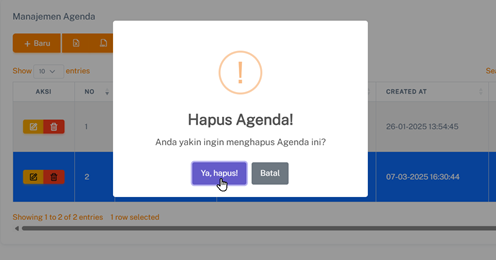 Manajemen Agenda
+ Baru
Show 10 entries
AKSI NO CREATED AT
1 26-01-2025 13:54:45
2 07-03-2025 16:30:44
Showing 1 to 2 of 2 entries 1 row selected
!
Hapus Agenda!
Anda yakin ingin menghapus Agenda ini?
Ya, hapus! Batal